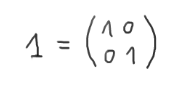 1 = (1 0
0 1)